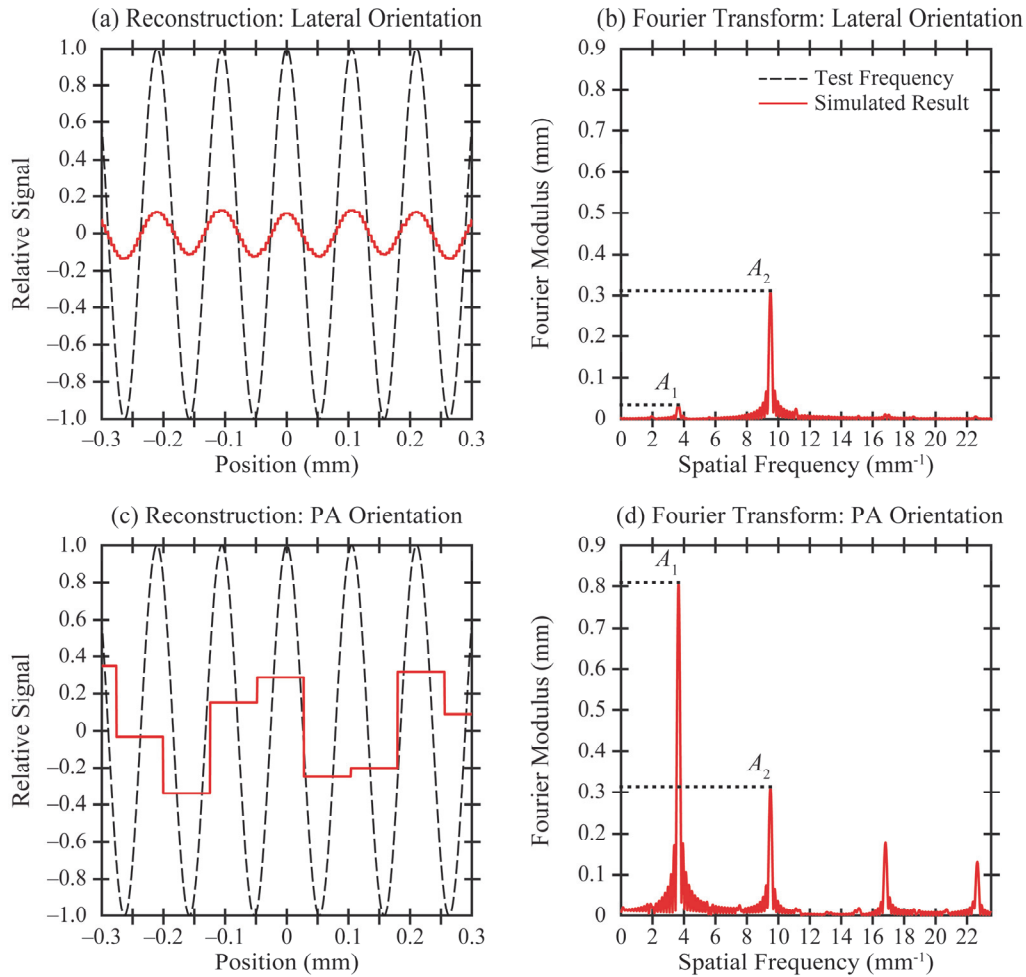 (a) Reconstruction: Lateral Orientation
1.0
0.8
0.6
0.4
0.2
0
–0.2
–0.4
–0.6
–0.8
–1.0
Relative Signal
–0.3 –0.2 –0.1 0 0.1 0.2 0.3
Position (mm)
(b) Fourier Transform: Lateral Orientation
0.9
0.8
0.7
0.6
0.5
0.4
0.3
0.2
0.1
0
Fourier Modulus (mm)
Test Frequency
Simulated Result
A2
A1
0 2 4 6 8 10 12 14 16 18 20 22
Spatial Frequency (mm-1)
(c) Reconstruction: PA Orientation
1.0
0.8
0.6
0.4
0.2
0
–0.2
–0.4
–0.6
–0.8
–1.0
Relative Signal
–0.3 –0.2 –0.1 0 0.1 0.2 0.3
Position (mm)
(d) Fourier Transform: PA Orientation
0.9
0.8
0.7
0.6
0.5
0.4
0.3
0.2
0.1
0
Fourier Modulus (mm)
A1
A2
0 2 4 6 8 10 12 14 16 18 20 22
Spatial Frequency (mm-1)